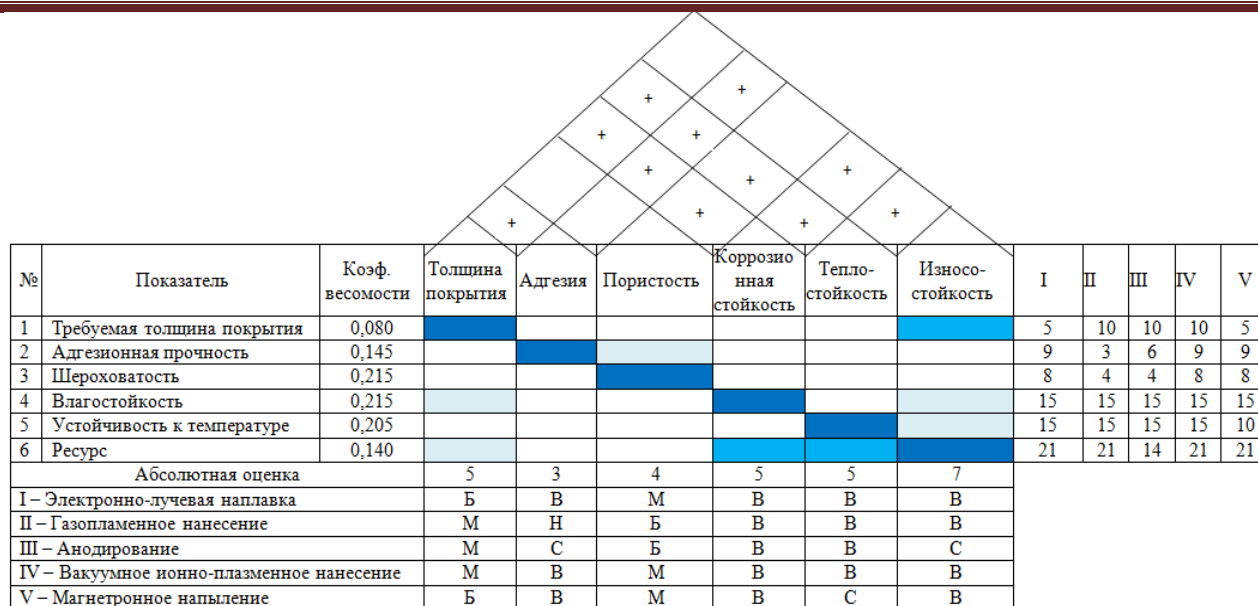 +
+
+ +
+ +
+ +
+ + + +
№ Показатель Коэф. весомости Толщина покрытия Адгезия Пористость Коррозио нная стойкость Тепло- стойкость Износо- стойкость I II III IV V
1 Требуемая толщина покрытия 0,080 5 10 10 10 5
2 Адгезионная прочность 0,145 9 3 6 9 9
3 Шероховатость 0,215 8 4 4 8 8
4 Влагостойкость 0,215 15 15 15 15 15
5 Устойчивость к температуре 0,205 15 15 15 15 10
6 Ресурс 0,140 21 21 14 21 21
Абсолютная оценка 5 3 4 5 5 7
I – Электронно-лучевая наплавка Б В М В В В
II – Газопламенное нанесение М Н Б В В В
III – Анодирование М С Б В В С
IV – Вакуумное ионно-плазменное нанесение М В М В В В
V – Магнетронное напыление Б В М В С В